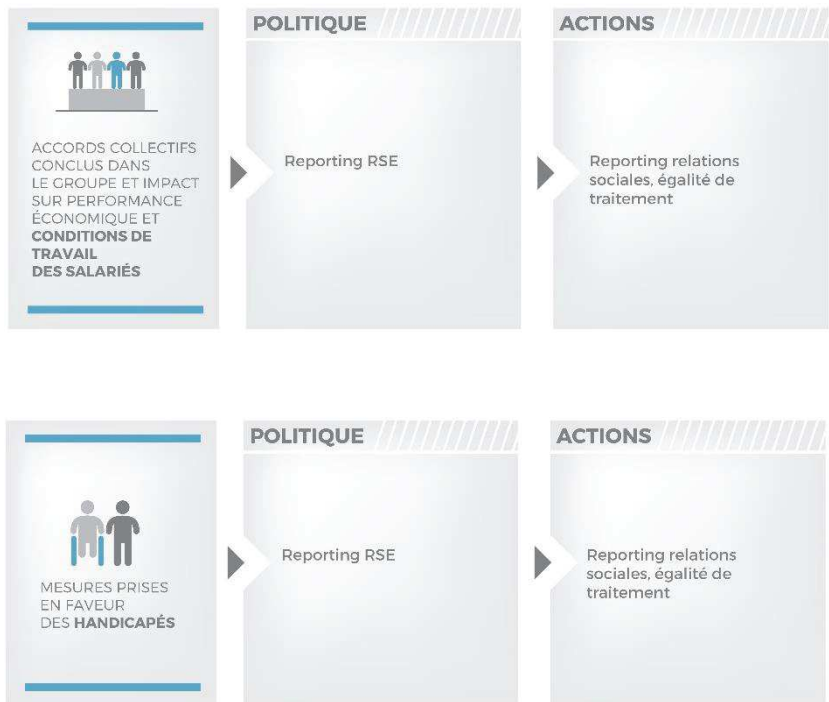 POLITIQUE
ACTIONS
ACCORDS COLLECTIFS
CONCLUS DANS
LE GROUPE ET IMPACT
SUR PERFORMANCE
ÉCONOMIQUE ET
CONDITIONS DE
TRAVAIL
DES SALARIÉS
Reporting RSE
Reporting relations
sociales, égalité de
traitement
POLITIQUE
ACTIONS
MESURES PRISES
EN FAVEUR
DES HANDICAPÉS
Reporting RSE
Reporting relations
sociales, égalité de
traitement